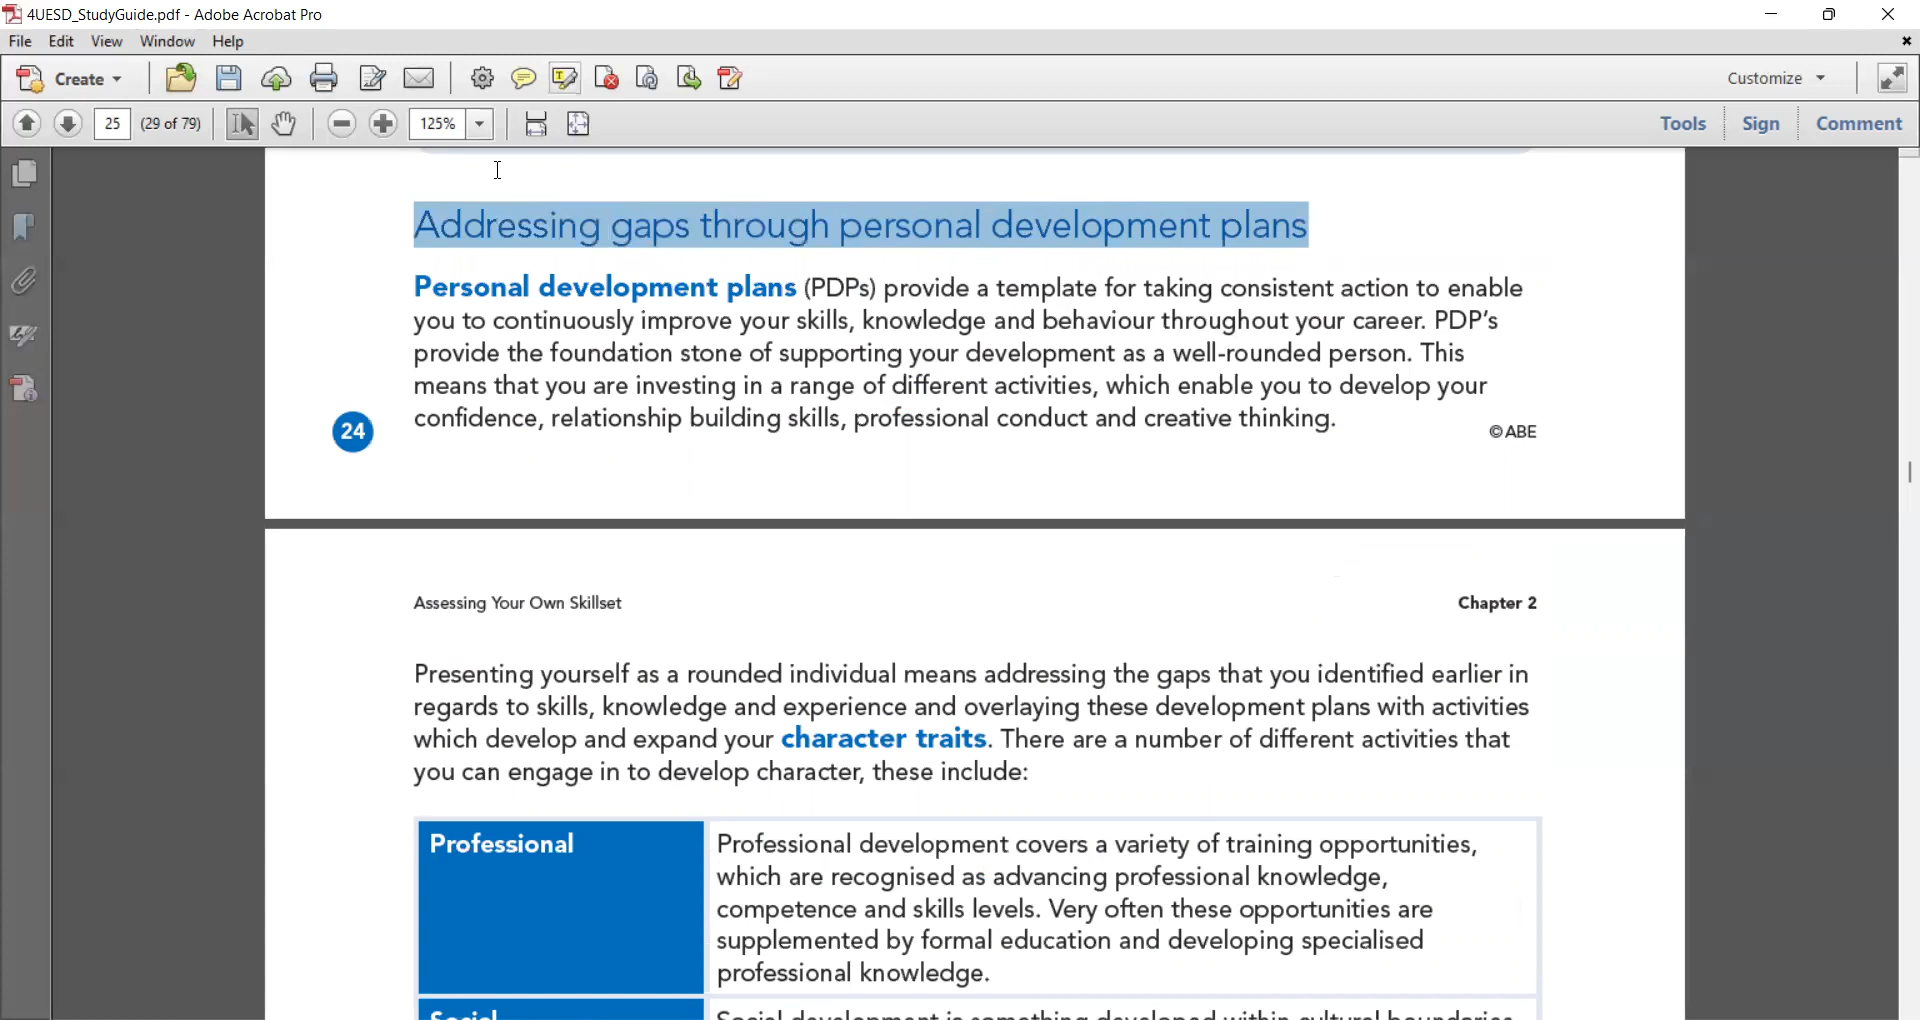 4UESD_StudyGuide.pdf - Adobe Acrobat Pro
File Edit View Window Help
Create Customize
25 (29 of 79) 125% Tools Sign Comment
Addressing gaps through personal development plans
Personal development plans (PDPs) provide a template for taking consistent action to enable
you to continuously improve your skills, knowledge and behaviour throughout your career. PDP's
provide the foundation stone of supporting your development as a well-rounded person. This
means that you are investing in a range of different activities, which enable you to develop your
confidence, relationship building skills, professional conduct and creative thinking.
24
©ABE
Assessing Your Own Skillset Chapter 2
Presenting yourself as a rounded individual means addressing the gaps that you identified earlier in
regards to skills, knowledge and experience and overlaying these development plans with activities
which develop and expand your character traits. There are a number of different activities that
you can engage in to develop character, these include:
Professional
Professional development covers a variety of training opportunities,
which are recognised as advancing professional knowledge,
competence and skills levels. Very often these opportunities are
supplemented by formal education and developing specialised
professional knowledge.
Social
Social development is something developed within cultural boundaries